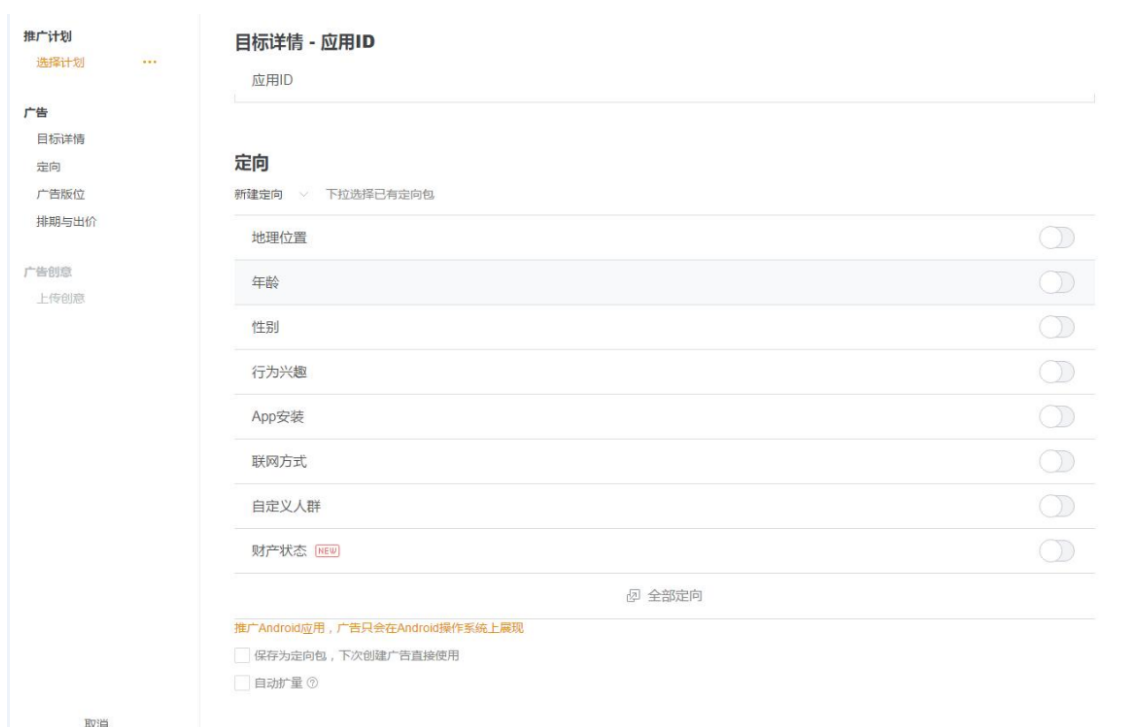 推广计划
选择计划 ···
广告
目标详情
定向
广告版位
排期与出价
广告创意
上传创意
取消
目标详情 - 应用ID
应用ID
定向
新建定向 下拉选择已有定向包
地理位置
年龄
性别
行为兴趣
App安装
联网方式
自定义人群
财产状态 NEW
全部定向
推广Android应用，广告只会在Android操作系统上展现
保存为定向包，下次创建广告直接使用
自动扩量 ?